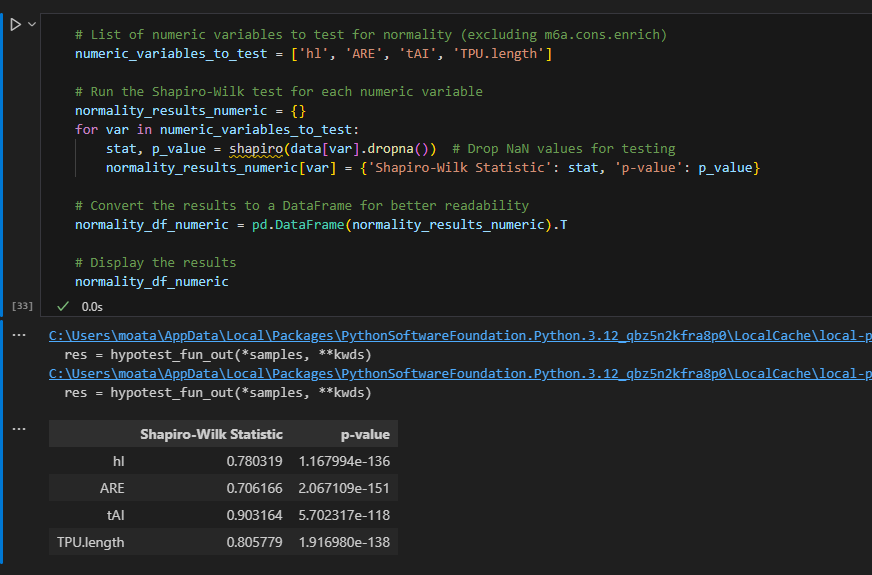 # List of numeric variables to test for normality (excluding m6a.cons.enrich)
numeric_variables_to_test = ['hl', 'ARE', 'tAI', 'TPU.length']
# Run the Shapiro-Wilk test for each numeric variable
normality_results_numeric = {}
for var in numeric_variables_to_test:
    stat, p_value = shapiro(data[var].dropna())  # Drop NaN values for testing
    normality_results_numeric[var] = {'Shapiro-Wilk Statistic': stat, 'p-value': p_value}
# Convert the results to a DataFrame for better readability
normality_df_numeric = pd.DataFrame(normality_results_numeric).T
# Display the results
normality_df_numeric
[33] ✓ 0.0s
... C:\Users\moata\AppData\Local\Packages\PythonSoftwareFoundation.Python.3.12_qbz5n2kfra8p0\LocalCache\local-p
  res = hypotest_fun_out(*samples, **kwds)
C:\Users\moata\AppData\Local\Packages\PythonSoftwareFoundation.Python.3.12_qbz5n2kfra8p0\LocalCache\local-p
  res = hypotest_fun_out(*samples, **kwds)
...
Shapiro-Wilk Statistic p-value
hl 0.780319 1.167994e-136
ARE 0.706166 2.067109e-151
tAI 0.903164 5.702317e-118
TPU.length 0.805779 1.916980e-138